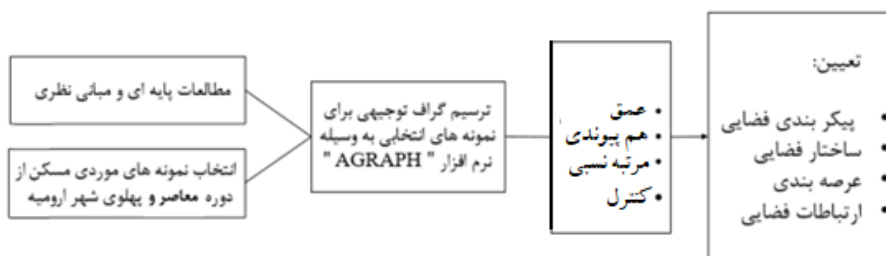 مطالعات پایه ای و مبانی نظری
انتخاب نمونه های موردی مسکن از
دوره معاصر و پهلوی شهر ارومیه
ترسیم گراف توجیهی برای
نمونه های انتخابی به وسیله
نرم افزار " AGRAPH "
• عمق
• هم پیوندی
• مرتبه نسبی
• کنترل
تعیین:
• پیکر بندی فضایی
• ساختار فضایی
• عرصه بندی
• ارتباطات فضایی